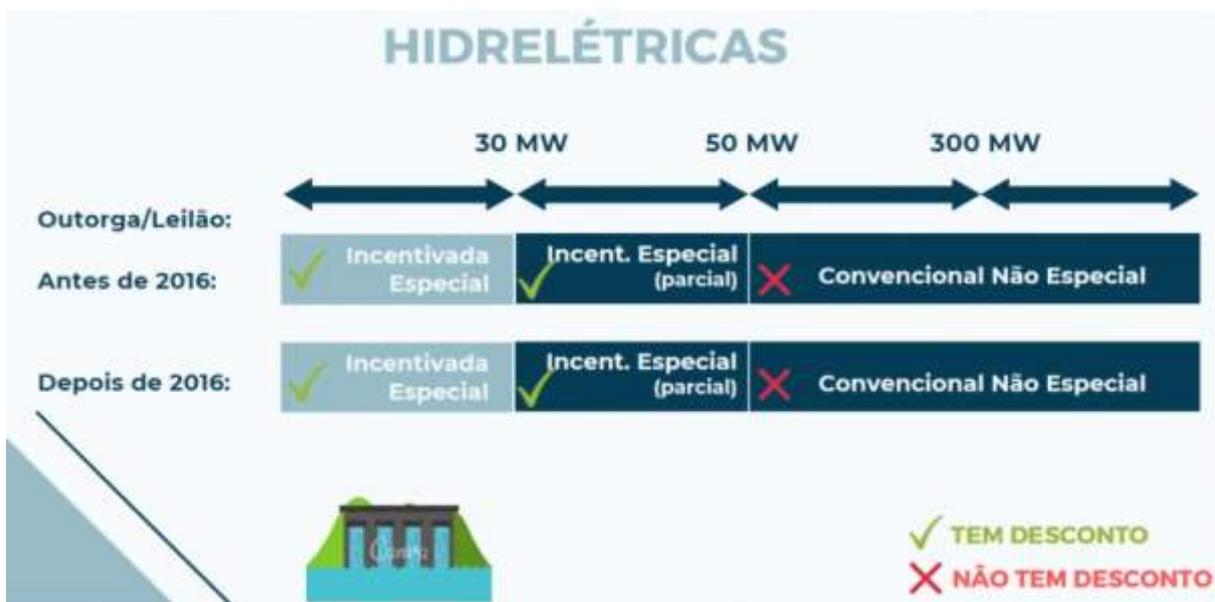 HIDRELÉTRICAS
30 MW 50 MW 300 MW
Outorga/Leilão:
Antes de 2016:
Incentivada
Especial
Incent. Especial
(parcial)
Convencional Não Especial
Depois de 2016:
Incentivada
Especial
Incent. Especial
(parcial)
Convencional Não Especial
Canva
TEM DESCONTO
NÃO TEM DESCONTO